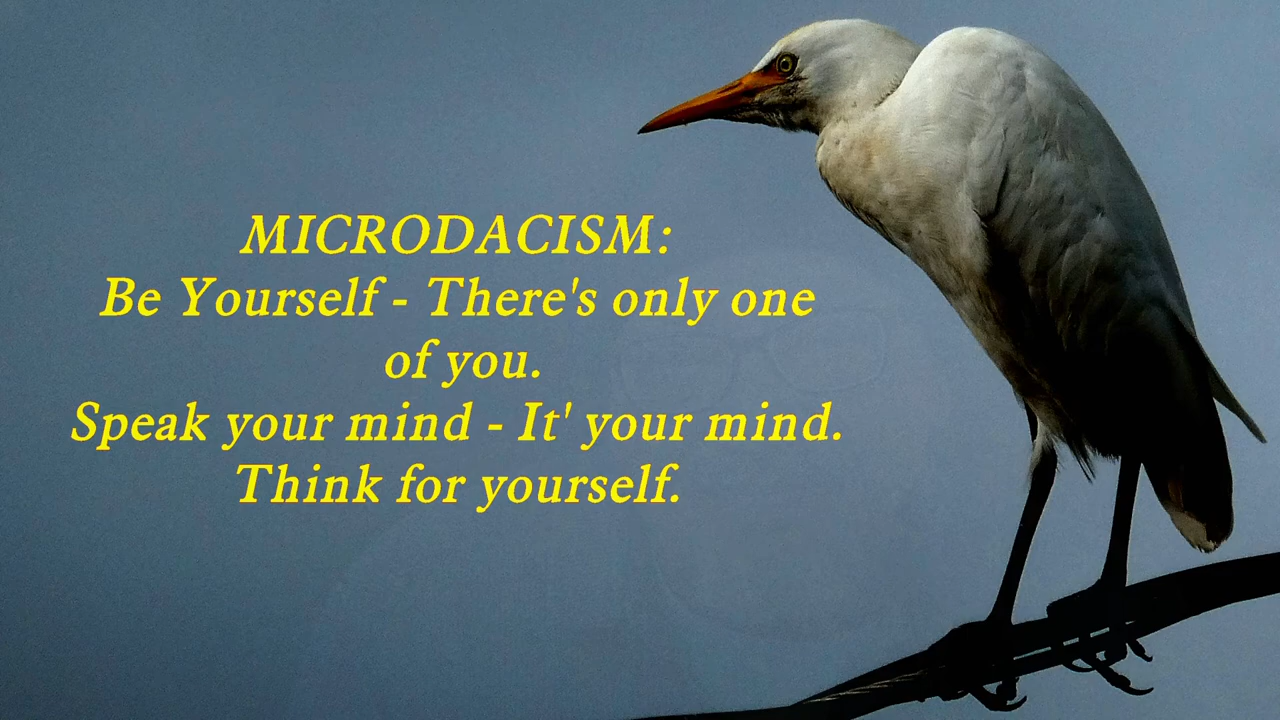 MICRODACISM:
Be Yourself - There's only one
of you.
Speak your mind - It' your mind.
Think for yourself.